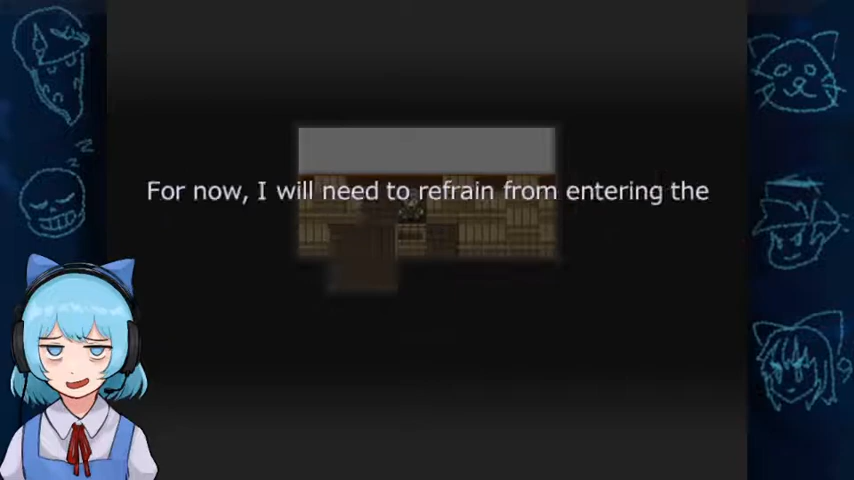 For now, I will need to refrain from entering the
z
z
z